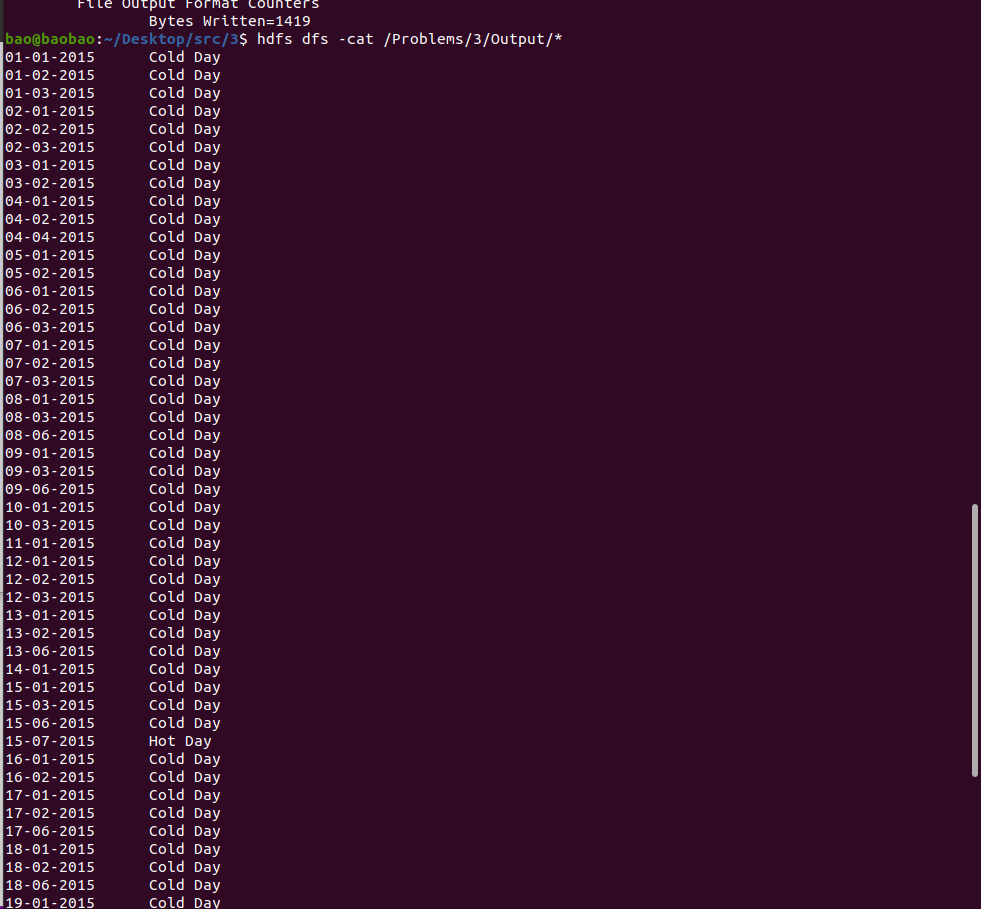 File Output Format Counters
Bytes Written=1419
bao@baobao:~/Desktop/src/3$ hdfs dfs -cat /Problems/3/Output/*
01-01-2015 Cold Day
01-02-2015 Cold Day
01-03-2015 Cold Day
02-01-2015 Cold Day
02-02-2015 Cold Day
02-03-2015 Cold Day
03-01-2015 Cold Day
03-02-2015 Cold Day
04-01-2015 Cold Day
04-02-2015 Cold Day
04-04-2015 Cold Day
05-01-2015 Cold Day
05-02-2015 Cold Day
06-01-2015 Cold Day
06-02-2015 Cold Day
06-03-2015 Cold Day
07-01-2015 Cold Day
07-02-2015 Cold Day
07-03-2015 Cold Day
08-01-2015 Cold Day
08-03-2015 Cold Day
08-06-2015 Cold Day
09-01-2015 Cold Day
09-03-2015 Cold Day
09-06-2015 Cold Day
10-01-2015 Cold Day
10-03-2015 Cold Day
11-01-2015 Cold Day
12-01-2015 Cold Day
12-02-2015 Cold Day
12-03-2015 Cold Day
13-01-2015 Cold Day
13-02-2015 Cold Day
13-06-2015 Cold Day
14-01-2015 Cold Day
15-01-2015 Cold Day
15-03-2015 Cold Day
15-06-2015 Cold Day
15-07-2015 Hot Day
16-01-2015 Cold Day
16-02-2015 Cold Day
17-01-2015 Cold Day
17-02-2015 Cold Day
17-06-2015 Cold Day
18-01-2015 Cold Day
18-02-2015 Cold Day
18-06-2015 Cold Day
19-01-2015 Cold Day